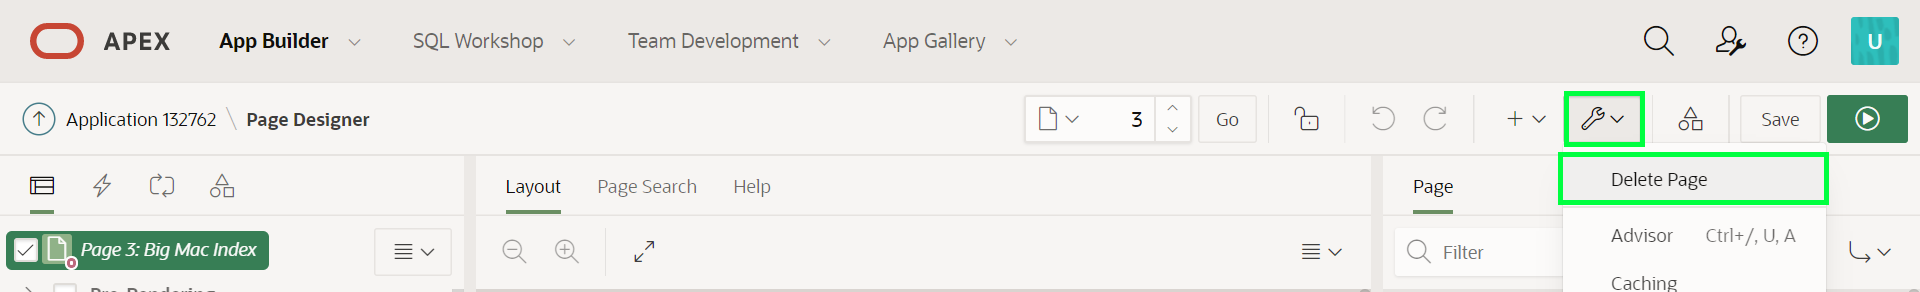 APEX App Builder SQL Workshop Team Development App Gallery U
Application 132762 \ Page Designer 3 Go Save
Layout Page Search Help Page Delete Page
Page 3: Big Mac Index Filter Advisor Ctrl+/, U, A
Pre-Rendering Caching